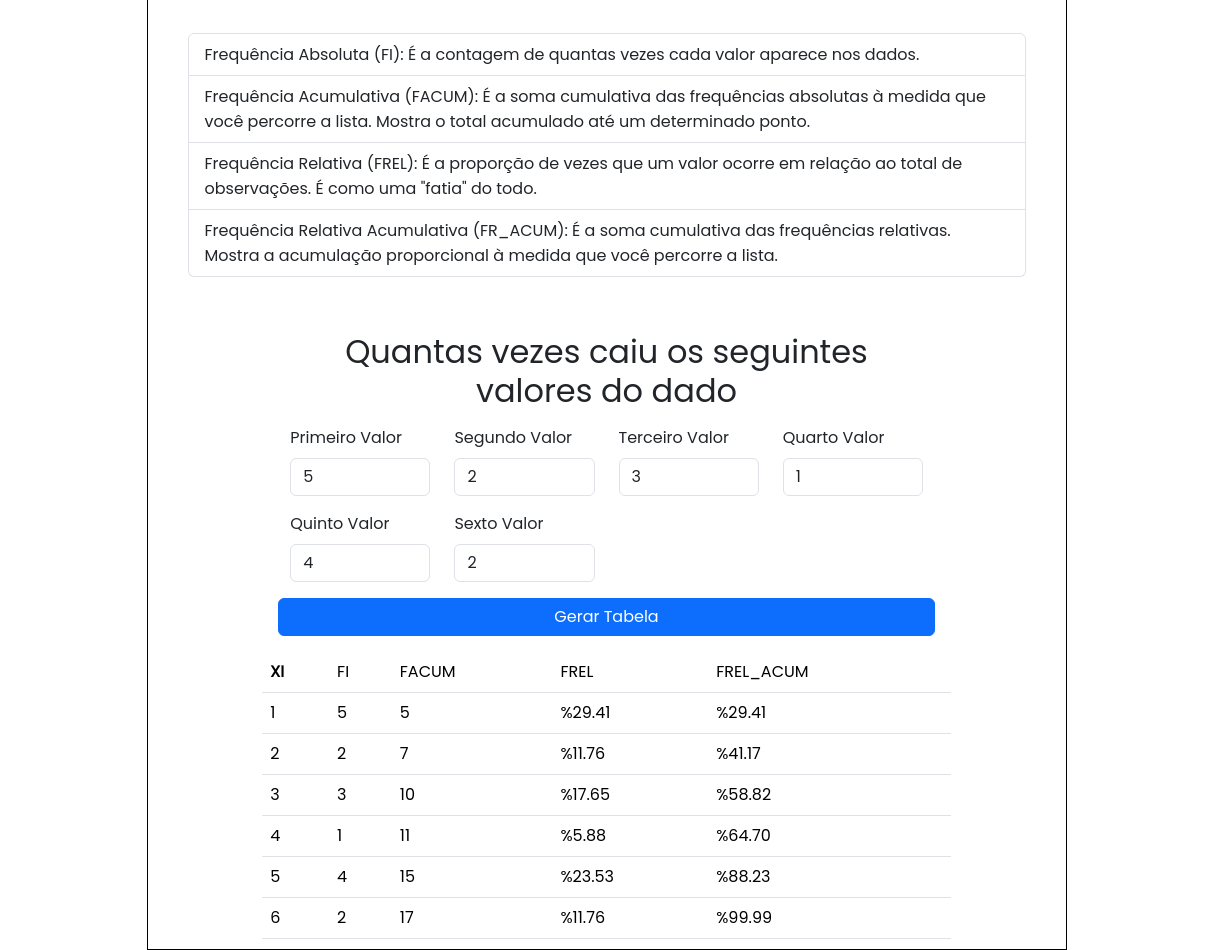 Frequência Absoluta (FI): É a contagem de quantas vezes cada valor aparece nos dados.
Frequência Acumulativa (FACUM): É a soma cumulativa das frequências absolutas à medida que
você percorre a lista. Mostra o total acumulado até um determinado ponto.
Frequência Relativa (FREL): É a proporção de vezes que um valor ocorre em relação ao total de
observações. É como uma "fatia" do todo.
Frequência Relativa Acumulativa (FR_ACUM): É a soma cumulativa das frequências relativas.
Mostra a acumulação proporcional à medida que você percorre a lista.
Quantas vezes caiu os seguintes
valores do dado
Primeiro Valor Segundo Valor Terceiro Valor Quarto Valor
5 2 3 1
Quinto Valor Sexto Valor
4 2
Gerar Tabela
XI FI FACUM FREL FREL_ACUM
1 5 5 %29.41 %29.41
2 2 7 %11.76 %41.17
3 3 10 %17.65 %58.82
4 1 11 %5.88 %64.70
5 4 15 %23.53 %88.23
6 2 17 %11.76 %99.99